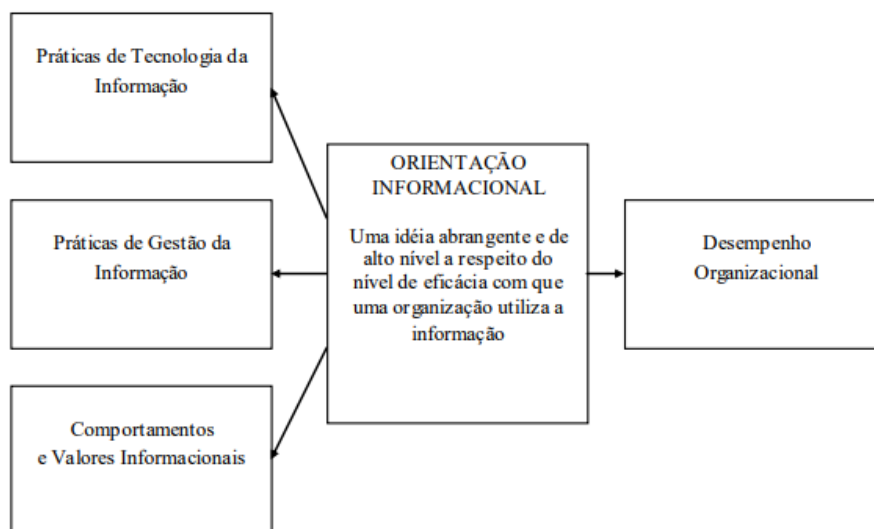 Práticas de Tecnologia da
Informação
Práticas de Gestão da
Informação
Comportamentos
e Valores Informacionais
ORIENTAÇÃO
INFORMACIONAL
Uma idéia abrangente e de
alto nível a respeito do
nível de eficácia com que
uma organização utiliza a
informação
Desempenho
Organizacional